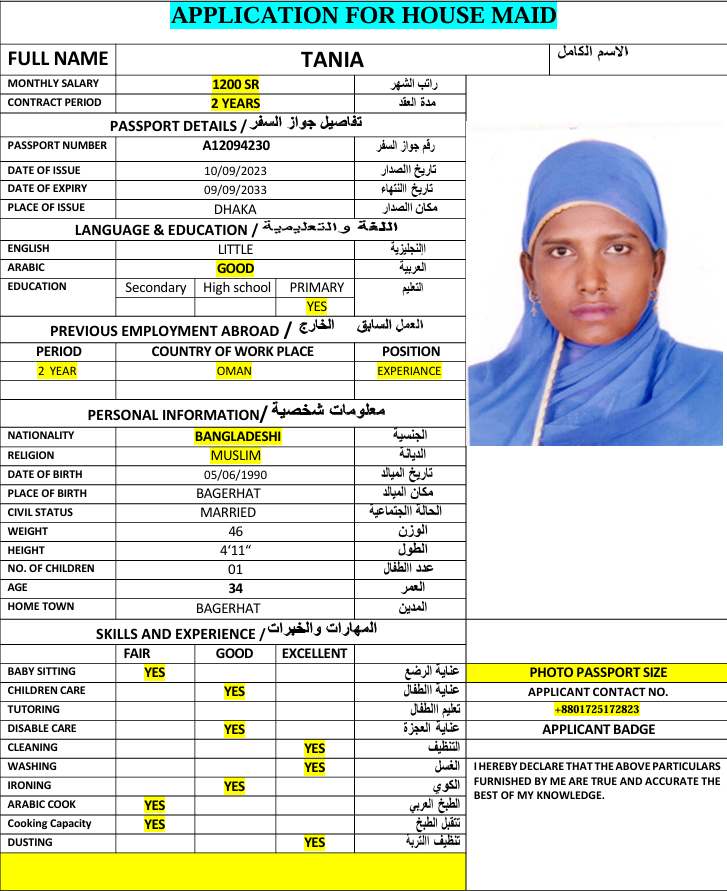 APPLICATION FOR HOUSE MAID
FULL NAME TANIA الاسم الكامل
MONTHLY SALARY 1200 SR راتب الشهر
CONTRACT PERIOD 2 YEARS مدة العقد
PASSPORT DETAILS / تفاصيل جواز السفر
PASSPORT NUMBER A12094230 رقم جواز السفر
DATE OF ISSUE 10/09/2023 تاريخ االصدار
DATE OF EXPIRY 09/09/2033 تاريخ االنتهاء
PLACE OF ISSUE DHAKA مكان االصدار
LANGUAGE & EDUCATION / اللغة والتعليمية
ENGLISH LITTLE اإلنجليزية
ARABIC GOOD العربية
EDUCATION Secondary High school PRIMARY التعليم
YES
PREVIOUS EMPLOYMENT ABROAD / العمل السابق الخارج
PERIOD COUNTRY OF WORK PLACE POSITION
2 YEAR OMAN EXPERIANCE
PERSONAL INFORMATION/ معلومات شخصية
NATIONALITY BANGLADESHI الجنسية
RELIGION MUSLIM الديانة
DATE OF BIRTH 05/06/1990 تاريخ الميالد
PLACE OF BIRTH BAGERHAT مكان الميالد
CIVIL STATUS MARRIED الحالة االجتماعية
WEIGHT 46 الوزن
HEIGHT 4‘11“ الطول
NO. OF CHILDREN 01 عدد االطفال
AGE 34 العمر
HOME TOWN BAGERHAT المدين
SKILLS AND EXPERIENCE / المهارات والخبرات
FAIR GOOD EXCELLENT
BABY SITTING YES عناية الرضع
CHILDREN CARE YES عناية االطفال
TUTORING تعليم االطفال
DISABLE CARE YES عناية العجزة
CLEANING YES التنظيف
WASHING YES الغسل
IRONING YES الكوي
ARABIC COOK YES الطبخ العربي
Cooking Capacity YES تتقبل الطبخ
DUSTING YES تنظيف االتربة
PHOTO PASSPORT SIZE
APPLICANT CONTACT NO.
+8801725172823
APPLICANT BADGE
I HEREBY DECLARE THAT THE ABOVE PARTICULARS
FURNISHED BY ME ARE TRUE AND ACCURATE THE
BEST OF MY KNOWLEDGE.